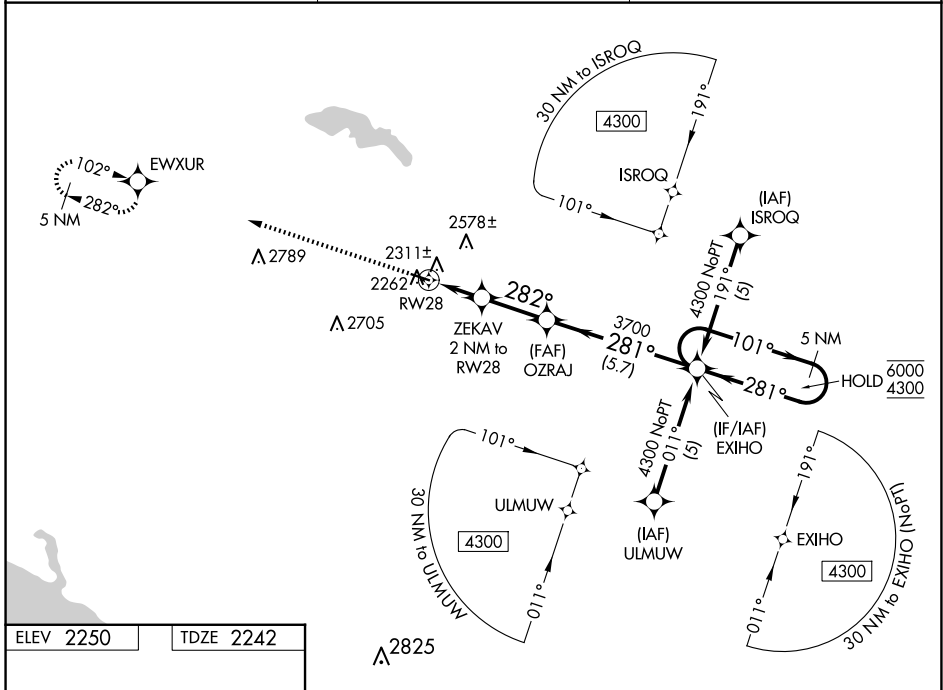 30 NM to ISROQ
4300
191°
ISROQ
101°
(IAF)
ISROQ
4300 NoPT
191°
(5)
102°
EWXUR
282°
5 NM
2789
2578±
2311±
2262
RW28
2705
282°
ZEKAV
2 NM to
RW28
(FAF)
OZRAJ
3700
281°
(5.7)
101°
5 NM
281°
HOLD
6000
4300
(IF/IAF)
EXIHO
4300 NoPT
011°
(5)
(IAF)
ULMUW
101°
ULMUW
4300
30 NM to ULMUW
011°
191°
EXIHO
4300
011°
30 NM to EXIHO (NoPT)
ELEV 2250
TDZE 2242
2825